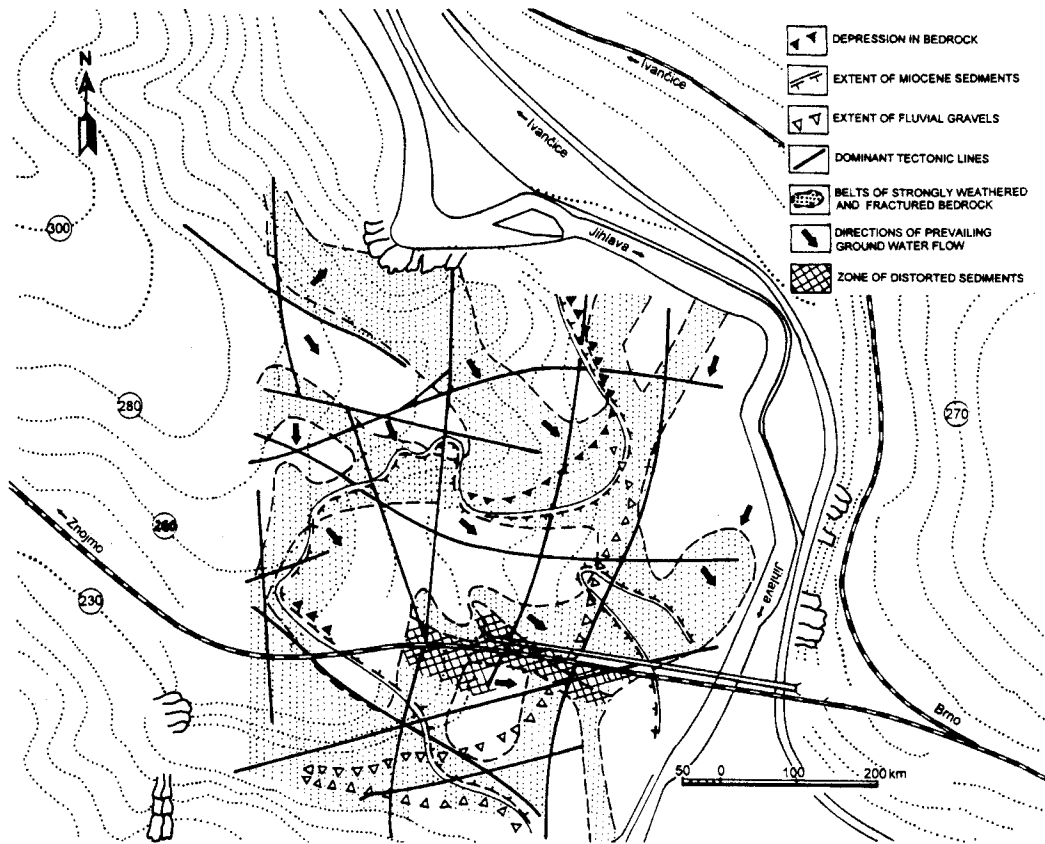 N
DEPRESSION IN BEDROCK
EXTENT OF MIOCENE SEDIMENTS
EXTENT OF FLUVIAL GRAVELS
DOMINANT TECTONIC LINES
BELTS OF STRONGLY WEATHERED
AND FRACTURED BEDROCK
DIRECTIONS OF PREVAILING
GROUND WATER FLOW
ZONE OF DISTORTED SEDIMENTS
Ivančice
Ivančice
Jihlava
300
280
270
260
Znojmo
230
Jihlava
Brno
50 0 100 200 km